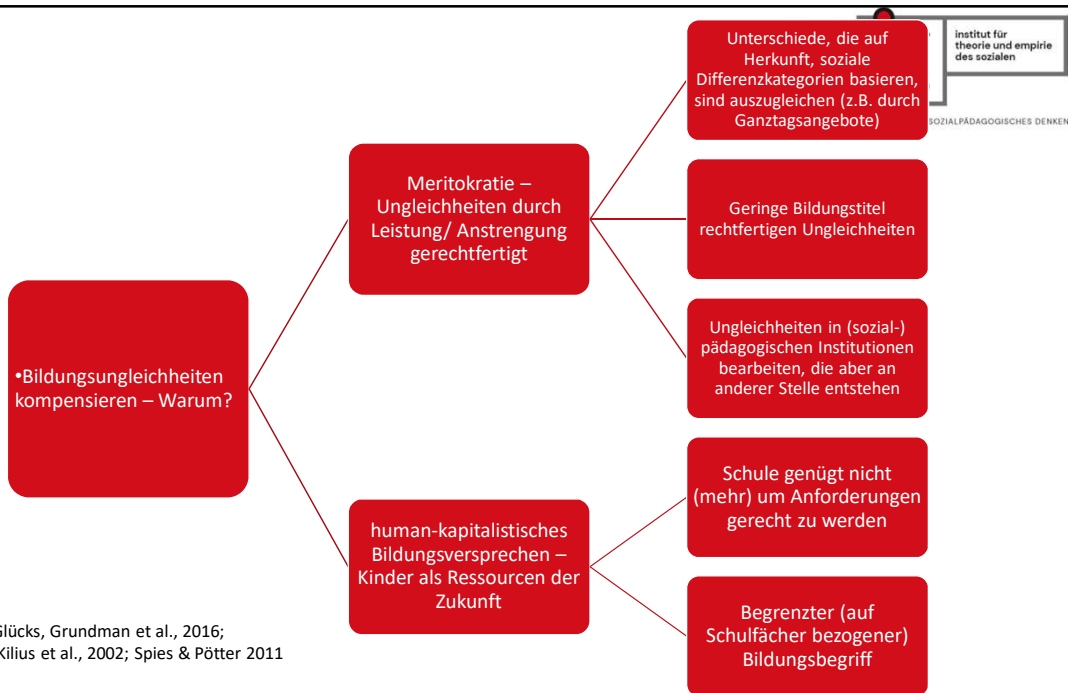 institut für
theorie und empirie
des sozialen
SOZIALPÄDAGOGISCHES DENKEN
Unterschiede, die auf
Herkunft, soziale
Differenzkategorien basieren,
sind auszugleichen (z.B. durch
Ganztagsangebote)
Meritokratie –
Ungleichheiten durch
Leistung/ Anstrengung
gerechtfertigt
Geringe Bildungstitel
rechtfertigen Ungleichheiten
Ungleichheiten in (sozial-)
pädagogischen Institutionen
bearbeiten, die aber an
anderer Stelle entstehen
•Bildungsungleichheiten
kompensieren – Warum?
Schule genügt nicht
(mehr) um Anforderungen
gerecht zu werden
human-kapitalistisches
Bildungsversprechen –
Kinder als Ressourcen der
Zukunft
Begrenzter (auf
Schulfächer bezogener)
Bildungsbegriff
Glücks, Grundman et al., 2016;
Kilius et al., 2002; Spies & Pötter 2011